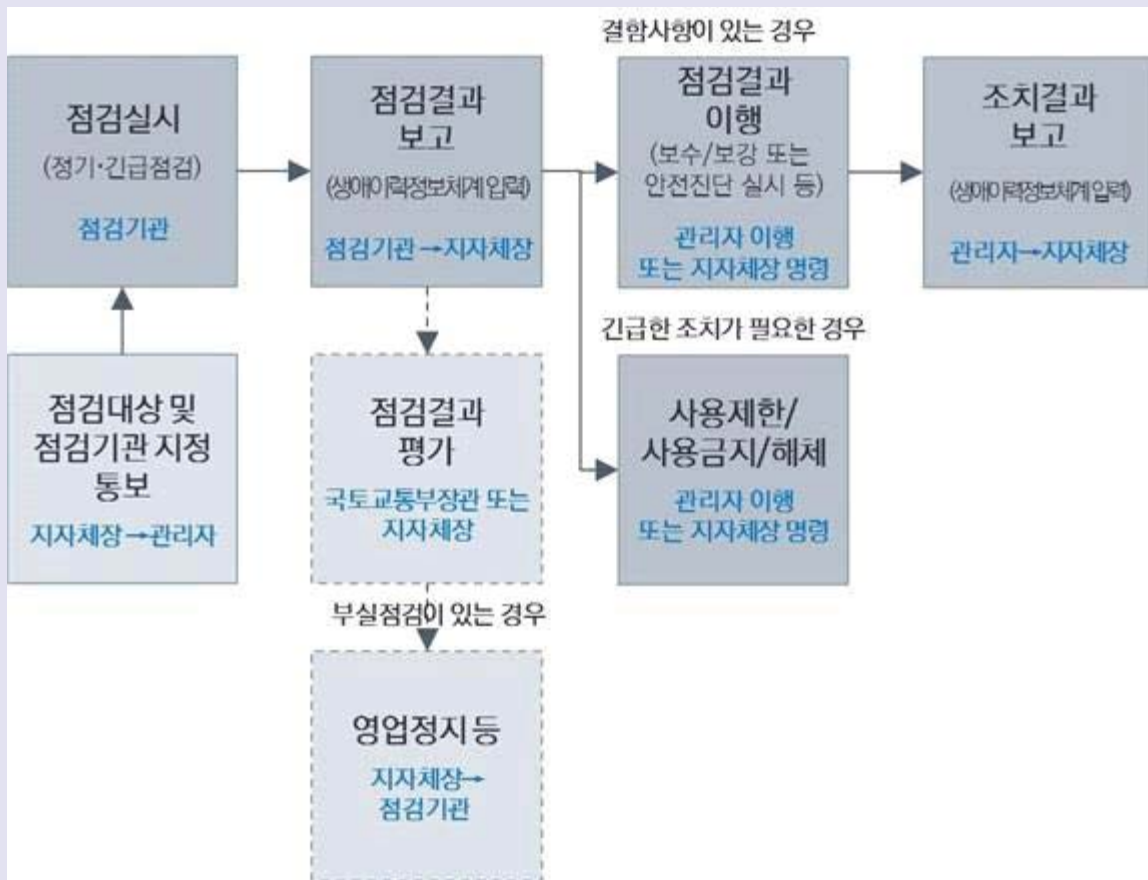 점검실시
(정기·긴급점검)
점검기관
점검결과
보고
(생애이력정보체계 입력)
점검기관→지자체장
결함사항이 있는 경우
점검결과
이행
(보수/보강 또는
안전진단 실시 등)
관리자 이행
또는 지자체장 명령
조치결과
보고
(생애이력정보체계 입력)
관리자→지자체장
점검대상 및
점검기관 지정
통보
지자체장→관리자
점검결과
평가
국토교통부장관 또는
지자체장
긴급한 조치가 필요한 경우
사용제한/
사용금지/해체
관리자 이행
또는 지자체장 명령
부실점검이 있는 경우
영업정지 등
지자체장→
점검기관